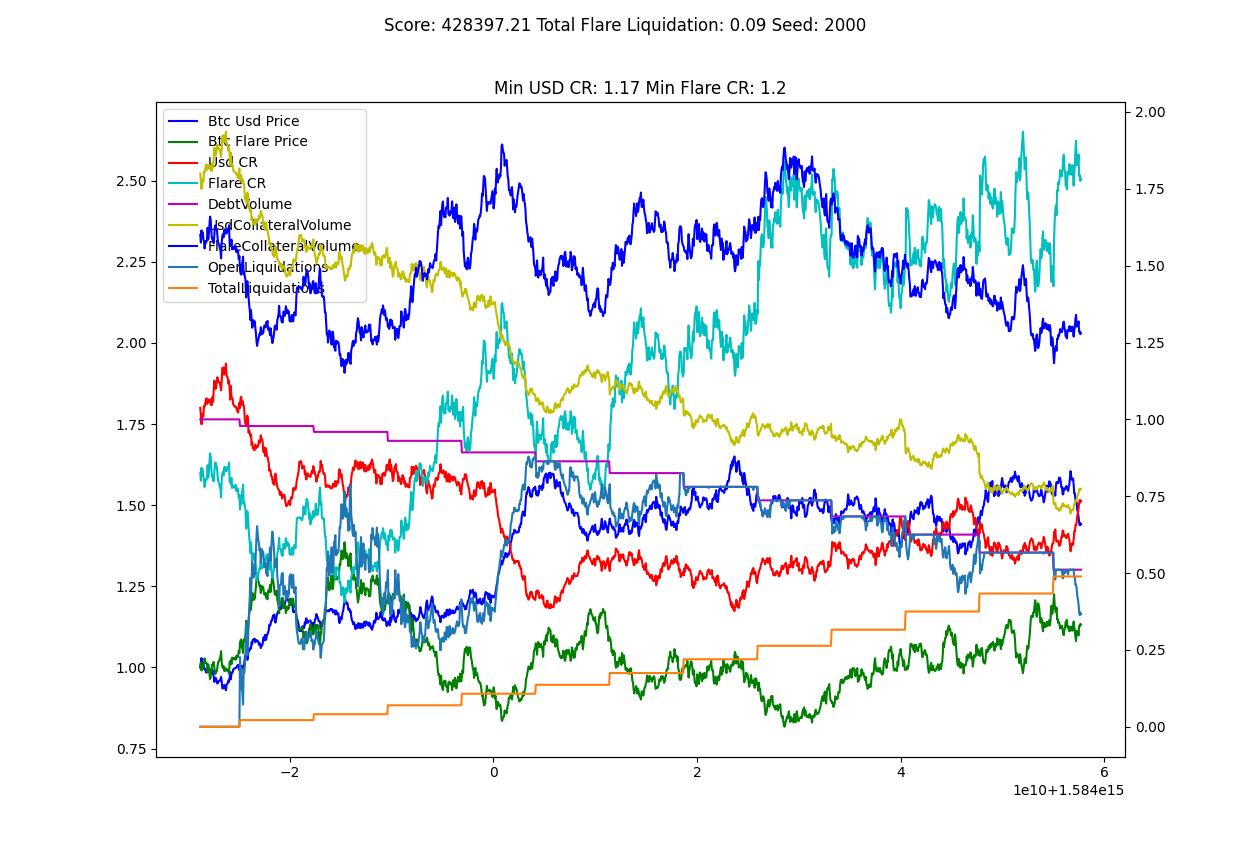 Score: 428397.21 Total Flare Liquidation: 0.09 Seed: 2000
Min USD CR: 1.17 Min Flare CR: 1.2
Btc Usd Price
Btc Flare Price
Usd CR
Flare CR
DebtVolume
UsdCollateralVolume
FlareCollateralVolume
OpenLiquidations
TotalLiquidations
2.50
2.25
2.00
1.75
1.50
1.25
1.00
0.75
2.00
1.75
1.50
1.25
1.00
0.75
0.50
0.25
0.00
−2 0 2 4 6
1e10+1.584e15